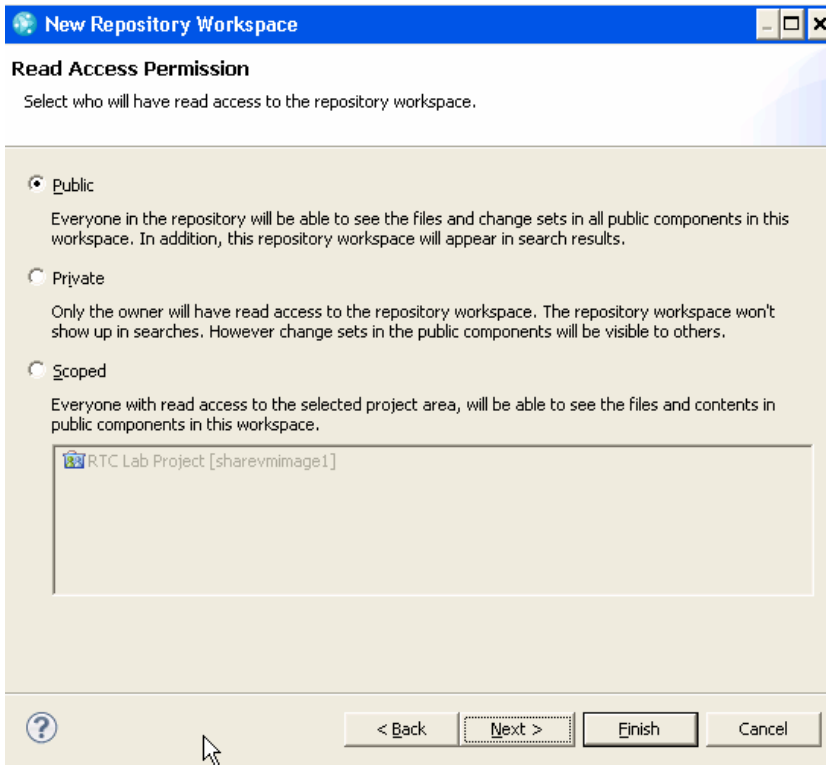 New Repository Workspace
Read Access Permission
Select who will have read access to the repository workspace.
Public
Everyone in the repository will be able to see the files and change sets in all public components in this
workspace. In addition, this repository workspace will appear in search results.
Private
Only the owner will have read access to the repository workspace. The repository workspace won't
show up in searches. However change sets in the public components will be visible to others.
Scoped
Everyone with read access to the selected project area, will be able to see the files and contents in
public components in this workspace.
RTC Lab Project [sharevmimage1]
< Back Next > Finish Cancel